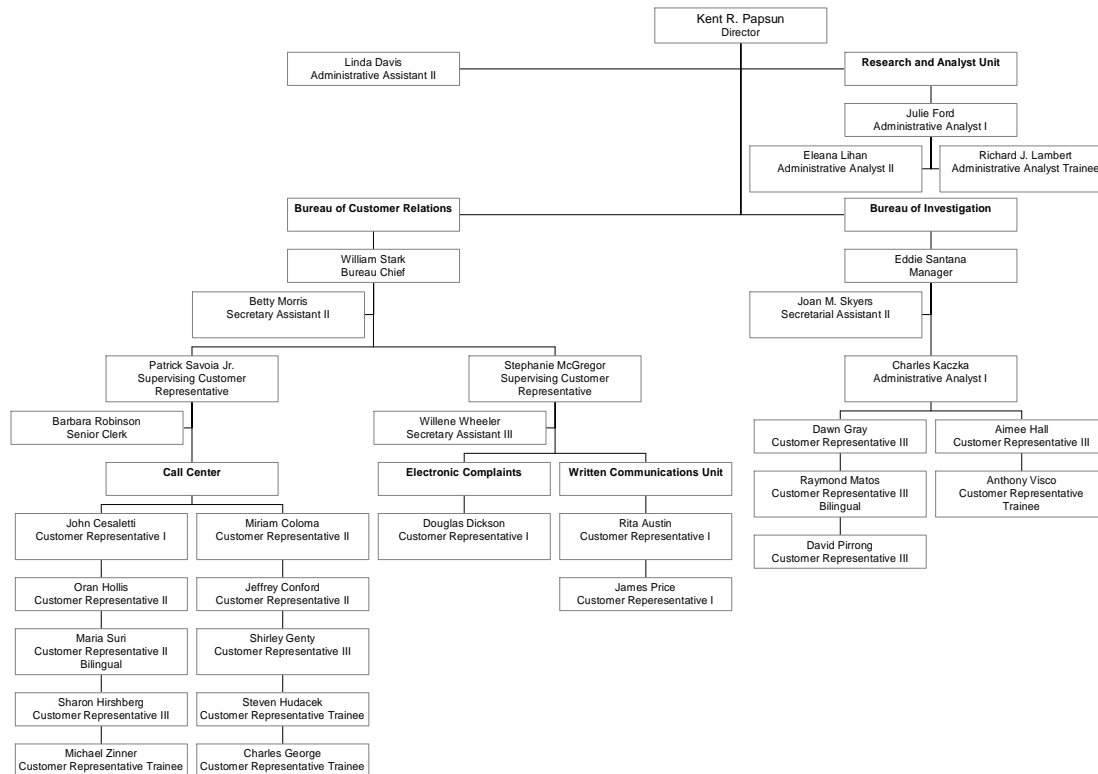 Kent R. Papsun
Director
Linda Davis
Administrative Assistant II
Research and Analyst Unit
Julie Ford
Administrative Analyst I
Eleana Lihan
Administrative Analyst II
Richard J. Lambert
Administrative Analyst Trainee
Bureau of Customer Relations
Bureau of Investigation
William Stark
Bureau Chief
Eddie Santana
Manager
Betty Morris
Secretary Assistant II
Joan M. Skyers
Secretarial Assistant II
Patrick Savoia Jr.
Supervising Customer
Representative
Stephanie McGregor
Supervising Customer
Representative
Charles Kaczka
Administrative Analyst I
Barbara Robinson
Senior Clerk
Willene Wheeler
Secretary Assistant III
Dawn Gray
Customer Representative III
Aimee Hall
Customer Representative III
Call Center
Electronic Complaints
Written Communications Unit
Raymond Matos
Customer Representative III
Bilingual
Anthony Visco
Customer Representative
Trainee
John Cesaletti
Customer Representative I
Miriam Coloma
Customer Representative II
Douglas Dickson
Customer Representative I
Rita Austin
Customer Representative I
David Pirrong
Customer Representative III
Oran Hollis
Customer Representative II
Jeffrey Conford
Customer Representative II
James Price
Customer Reperesentative I
Maria Suri
Customer Representative II
Bilingual
Shirley Genty
Customer Representative III
Sharon Hirshberg
Customer Representative III
Steven Hudacek
Customer Representative Trainee
Michael Zinner
Customer Representative Trainee
Charles George
Customer Representative Trainee